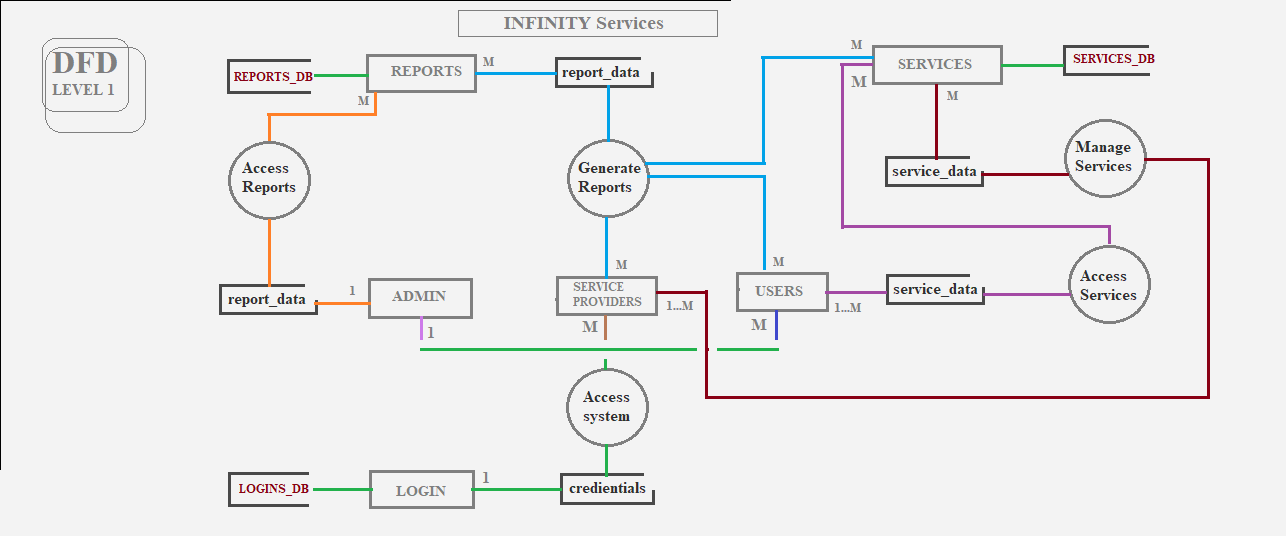 INFINITY Services
DFD
LEVEL 1
REPORTS_DB
REPORTS
M
report_data
M
M
SERVICES
SERVICES_DB
M
M
M
Access
Reports
Generate
Reports
service_data
Manage
Services
report_data
1
ADMIN
1
M
SERVICE
PROVIDERS
1...M
M
M
USERS
1...M
M
service_data
Access
Services
Access
system
LOGINS_DB
LOGIN
1
credientials